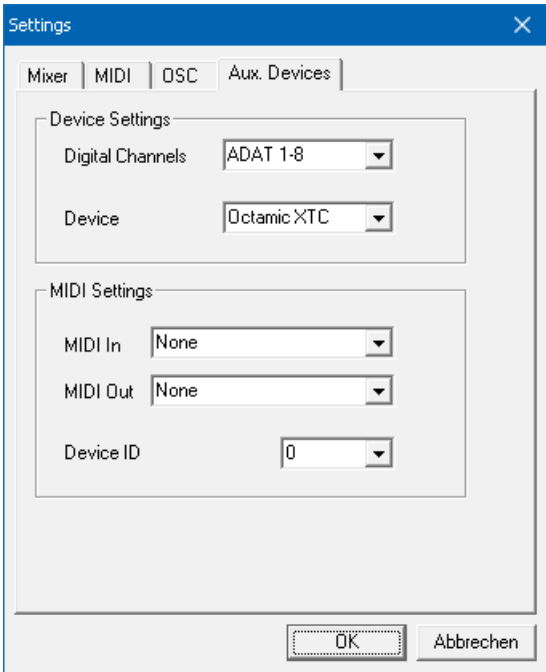 Settings
Mixer MIDI OSC Aux. Devices
Device Settings
Digital Channels ADAT 1-8
Device Octamic XTC
MIDI Settings
MIDI In None
MIDI Out None
Device ID 0
OK Abbrechen